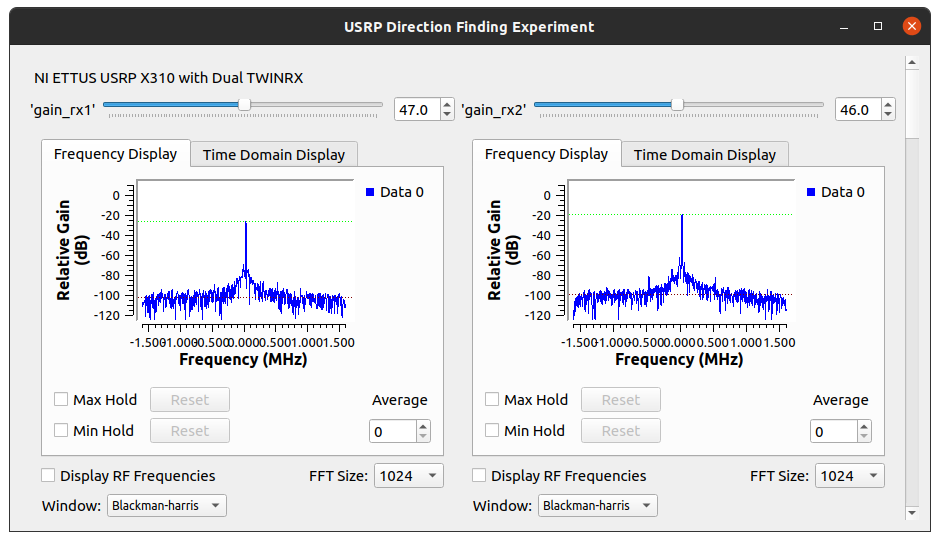 USRP Direction Finding Experiment
NI ETTUS USRP X310 with Dual TWINRX
'gain_rx1' 47.0 'gain_rx2' 46.0
Frequency Display Time Domain Display
Data 0
Relative Gain (dB)
0
-20
-40
-60
-80
-100
-120
-1.500 -1.000 -0.500 0.000 0.500 1.000 1.500
Frequency (MHz)
Max Hold Reset Average
Min Hold Reset 0
Display RF Frequencies FFT Size: 1024
Window: Blackman-harris
Frequency Display Time Domain Display
Data 0
Relative Gain (dB)
0
-20
-40
-60
-80
-100
-120
-1.500 -1.000 -0.500 0.000 0.500 1.000 1.500
Frequency (MHz)
Max Hold Reset Average
Min Hold Reset 0
Display RF Frequencies FFT Size: 1024
Window: Blackman-harris